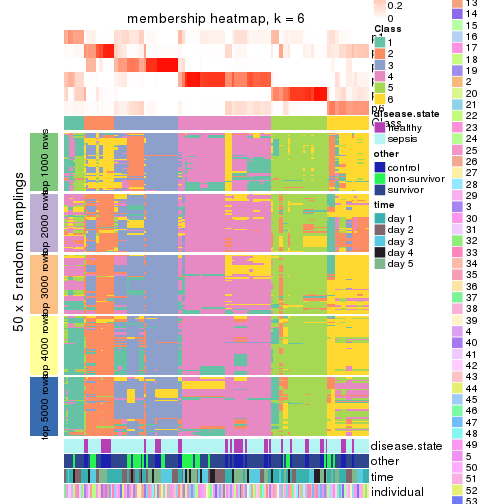 membership heatmap, k = 6
50 x 5 random samplings
top 1000 rows
top 2000 rows
top 3000 rows
top 4000 rows
top 5000 rows
disease.state
other
time
individual
0.2
0
Class
1
2
3
4
5
6
disease.state
healthy
sepsis
other
control
non-survivor
survivor
time
day 1
day 2
day 3
day 4
day 5
13
14
15
16
17
18
19
2
20
21
22
23
24
25
26
27
28
29
3
30
31
32
33
34
35
36
37
38
39
4
40
41
42
43
44
45
46
47
48
49
5
50
51
52
53